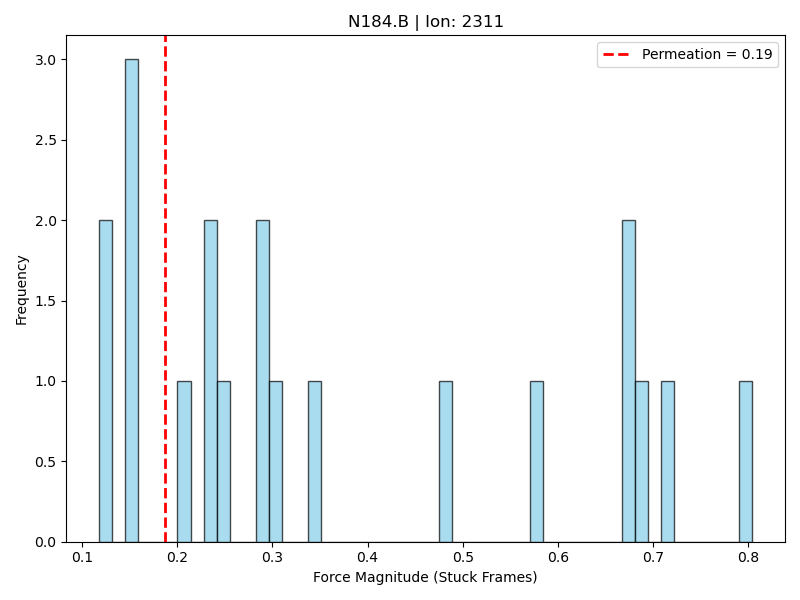 N184.B | Ion: 2311
Permeation = 0.19
3.0
2.5
2.0
1.5
1.0
0.5
0.0
Frequency
0.1 0.2 0.3 0.4 0.5 0.6 0.7 0.8
Force Magnitude (Stuck Frames)